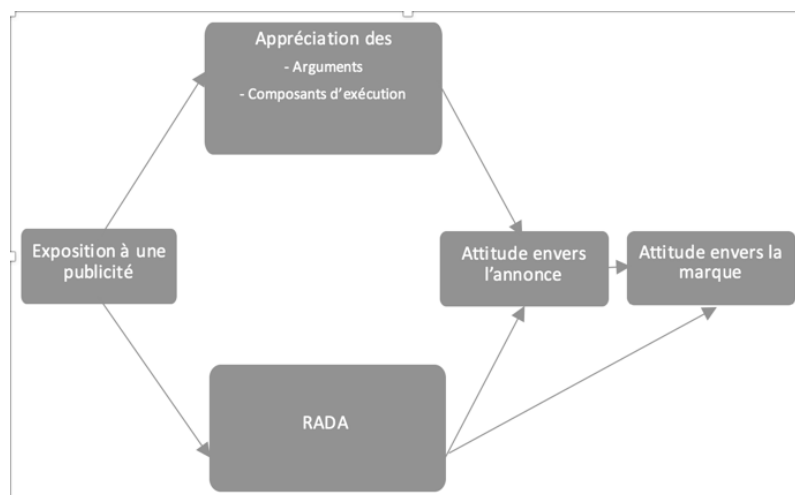 Appréciation des
- Arguments
- Composants d'exécution
Exposition à une
publicité
Attitude envers
l'annonce
Attitude envers la
marque
RADA